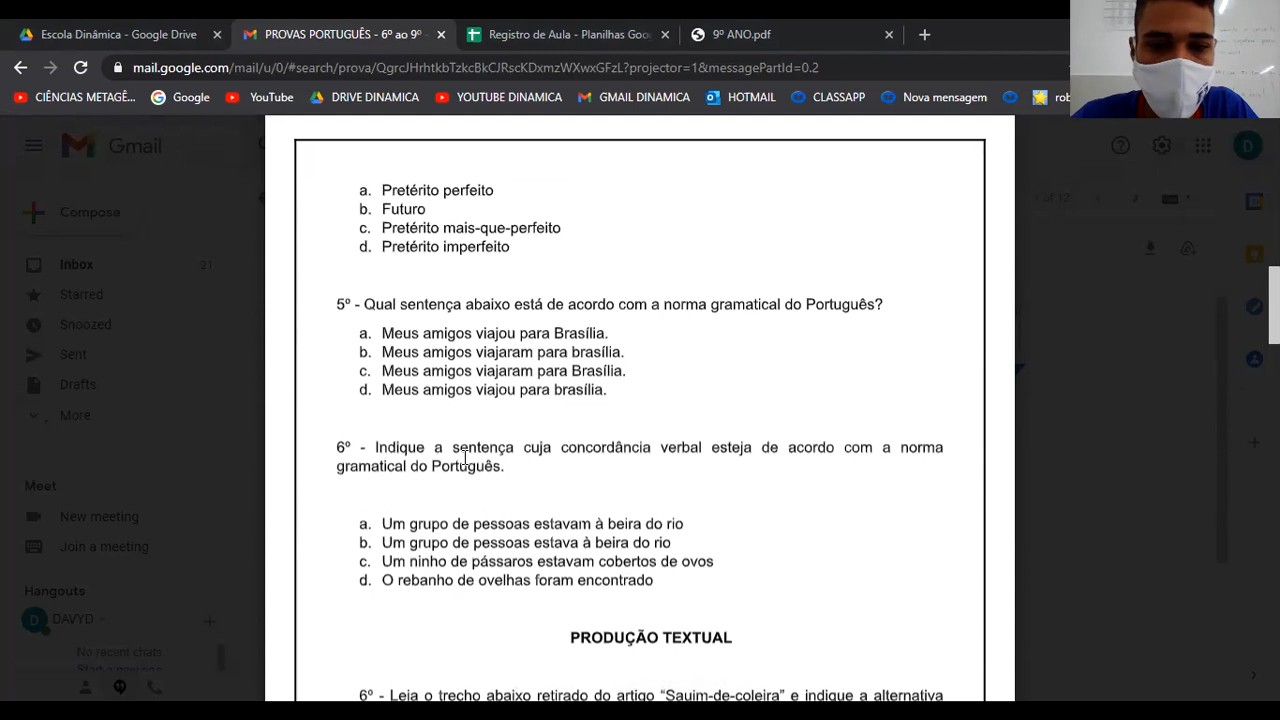 Escola Dinâmica - Google Drive
PROVAS PORTUGUÊS - 6º ao 9º
Registro de Aula - Planilhas Goo
9º ANO.pdf
mail.google.com/mail/u/0/#search/prova/QgrcJHrhtkbTzkcBkCJRscKDxmzWXwxGFzL?projector=1&messagePartId=0.2
CIÊNCIAS METAGÊ...
Google
YouTube
DRIVE DINAMICA
YOUTUBE DINAMICA
GMAIL DINAMICA
HOTMAIL
CLASSAPP
Nova mensagem
rob
Gmail
Compose
Inbox 21
Starred
Snoozed
Sent
Drafts
More
Meet
New meeting
Join a meeting
Hangouts
D DAVYD
No recent chats
Start a new one
D
a. Pretérito perfeito
b. Futuro
c. Pretérito mais-que-perfeito
d. Pretérito imperfeito
5º - Qual sentença abaixo está de acordo com a norma gramatical do Português?
a. Meus amigos viajou para Brasília.
b. Meus amigos viajaram para brasília.
c. Meus amigos viajaram para Brasília.
d. Meus amigos viajou para brasília.
6º - Indique a sentença cuja concordância verbal esteja de acordo com a norma
gramatical do Português.
a. Um grupo de pessoas estavam à beira do rio
b. Um grupo de pessoas estava à beira do rio
c. Um ninho de pássaros estavam cobertos de ovos
d. O rebanho de ovelhas foram encontrado
PRODUÇÃO TEXTUAL
6º - Leia o trecho abaixo retirado do artigo “Sauim-de-coleira” e indique a alternativa